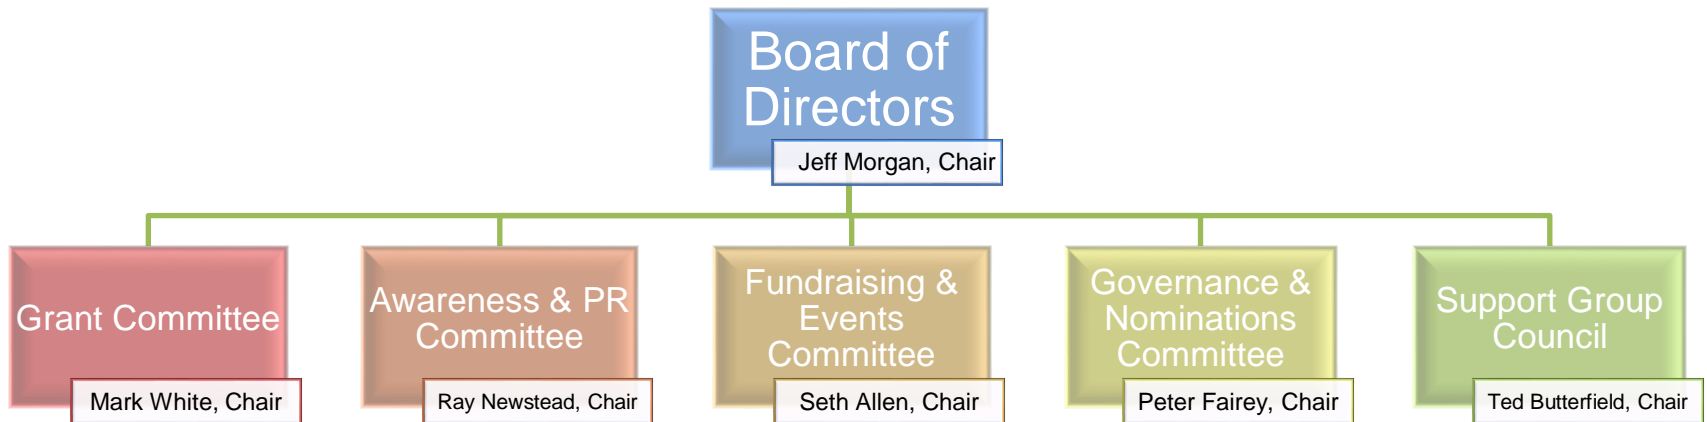 Board of
Directors
Jeff Morgan, Chair
Grant Committee
Mark White, Chair
Awareness & PR
Committee
Ray Newstead, Chair
Fundraising &
Events
Committee
Seth Allen, Chair
Governance &
Nominations
Committee
Peter Fairey, Chair
Support Group
Council
Ted Butterfield, Chair